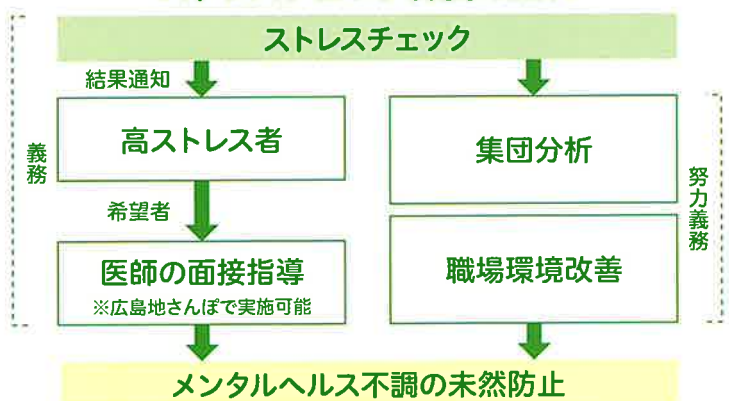 ストレスチェック
結果通知
高ストレス者
希望者
医師の面接指導
※広島地さんぽで実施可能
義務
集団分析
職場環境改善
努力義務
メンタルヘルス不調の未然防止